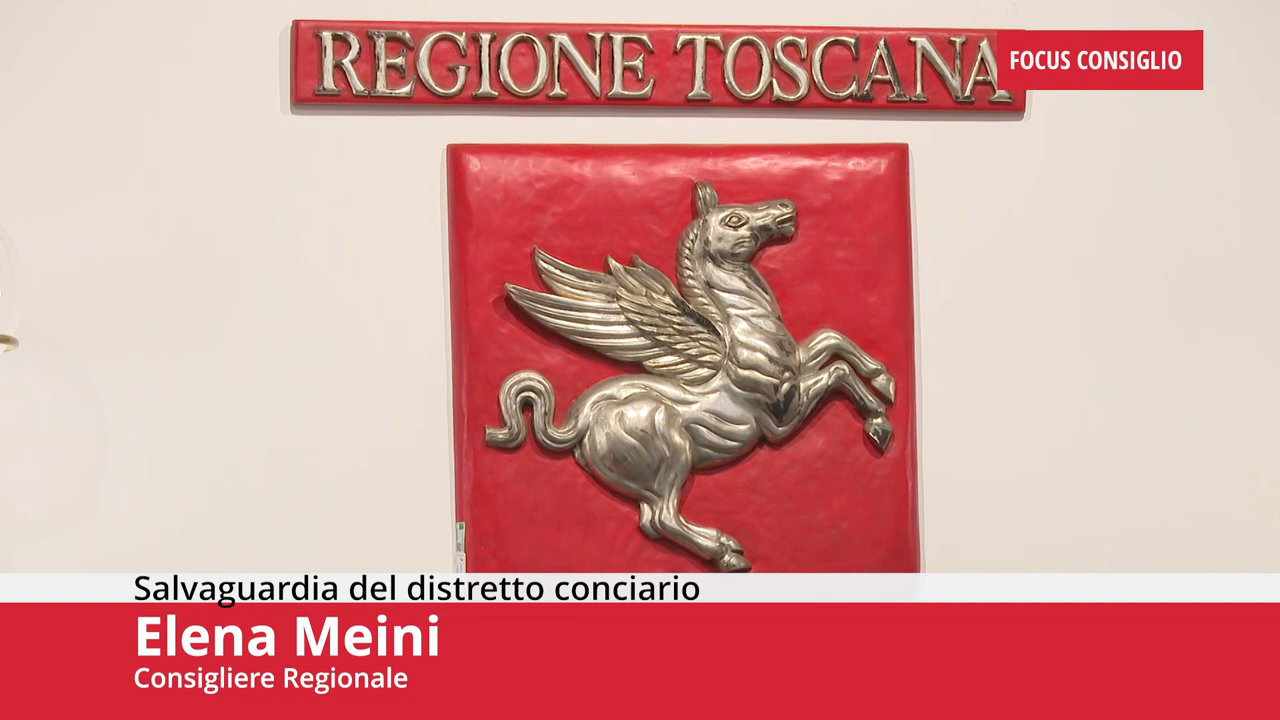 REGIONE TOSCANA
FOCUS CONSIGLIO
Salvaguardia del distretto conciario
Elena Meini
Consigliere Regionale